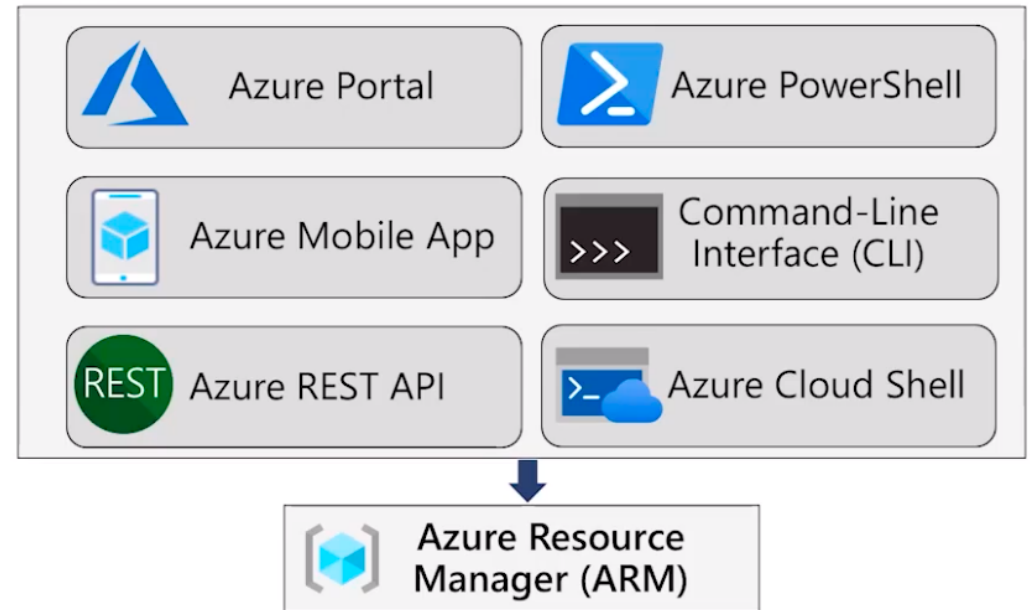 Azure Portal
Azure PowerShell
Azure Mobile App
>>>
Command-Line
Interface (CLI)
REST
Azure REST API
>_
Azure Cloud Shell
Azure Resource
Manager (ARM)